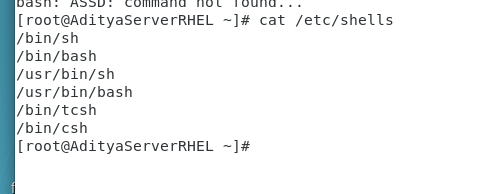 bash: ASSD: command not found...
[root@AdityaServerRHEL ~]# cat /etc/shells
/bin/sh
/bin/bash
/usr/bin/sh
/usr/bin/bash
/bin/tcsh
/bin/csh
[root@AdityaServerRHEL ~]#